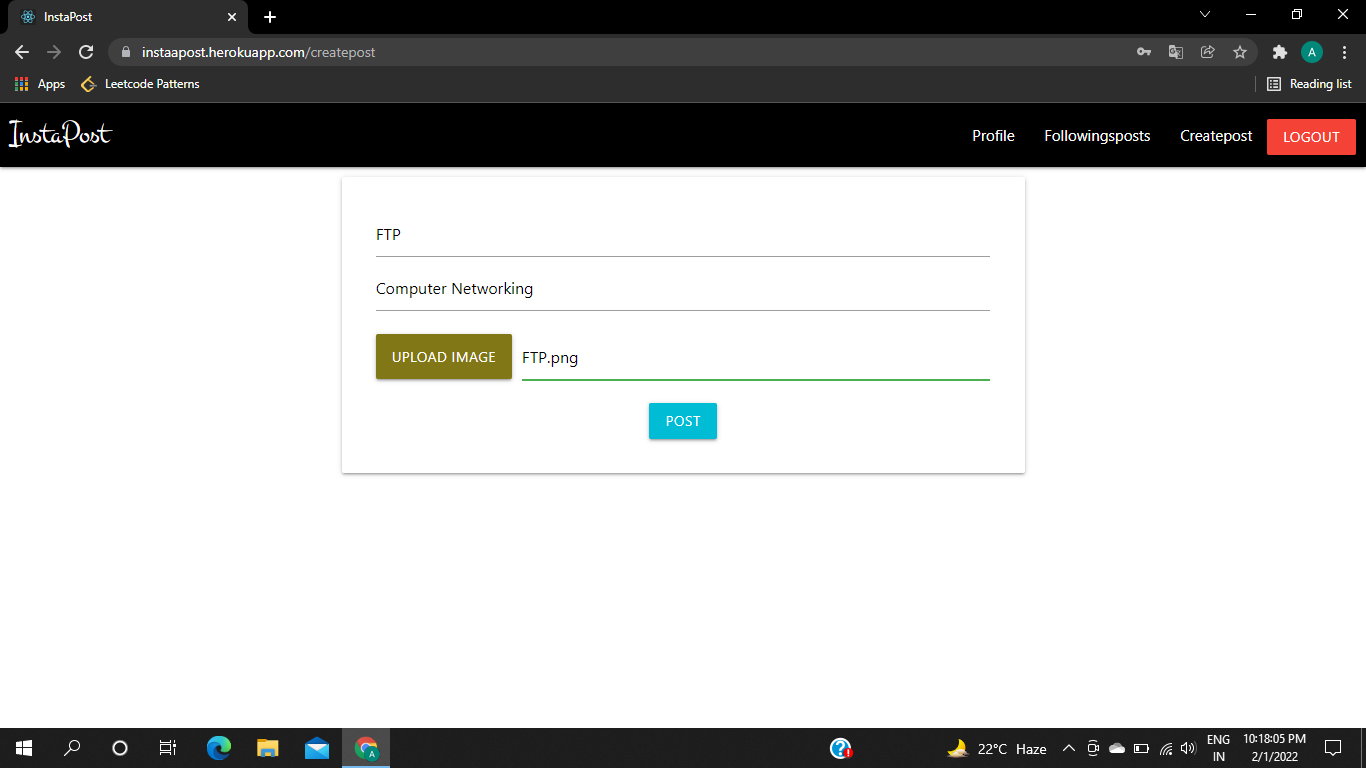 InstaPost
instaapost.herokuapp.com/createpost
A
Apps
Leetcode Patterns
Reading list
InstaPost
Profile
Followingsposts
Createpost
LOGOUT
FTP
Computer Networking
UPLOAD IMAGE
FTP.png
POST
A
22°C Haze
ENG
IN
10:18:05 PM
2/1/2022